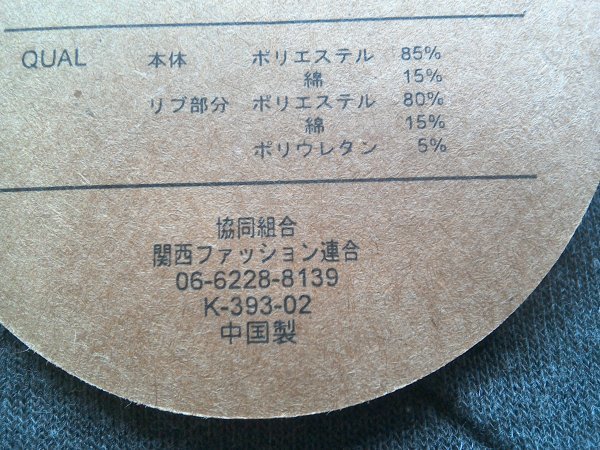 QUAL 本体 ポリエステル 85%
綿 15%
リブ部分 ポリエステル 80%
綿 15%
ポリウレタン 5%
協同組合
関西ファッション連合
06-6228-8139
K-393-02
中国製